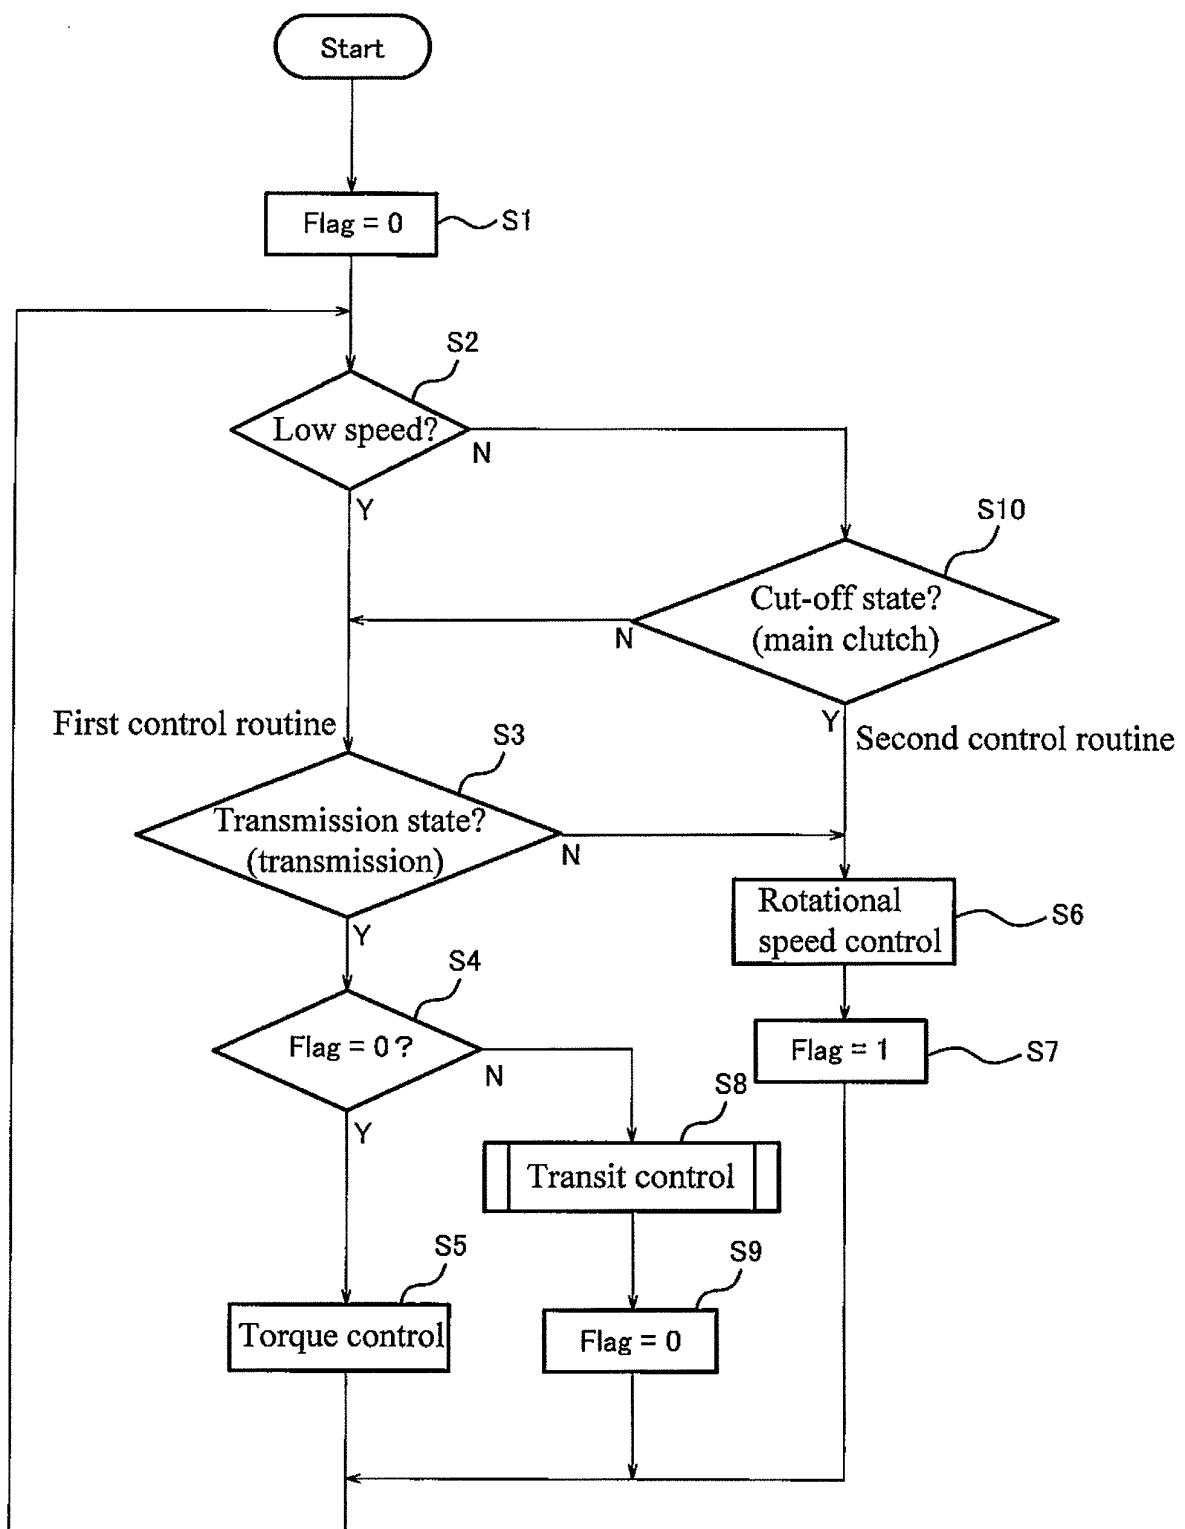 Start
Flag = 0
S1
S2
Low speed?
N
Y
S10
Cut-off state?
(main clutch)
N
Y
First control routine
Second control routine
S3
Transmission state?
(transmission)
N
Y
Rotational
speed control
S6
S4
Flag = 0?
N
Y
Flag = 1
S7
S8
Transit control
S5
Torque control
S9
Flag = 0